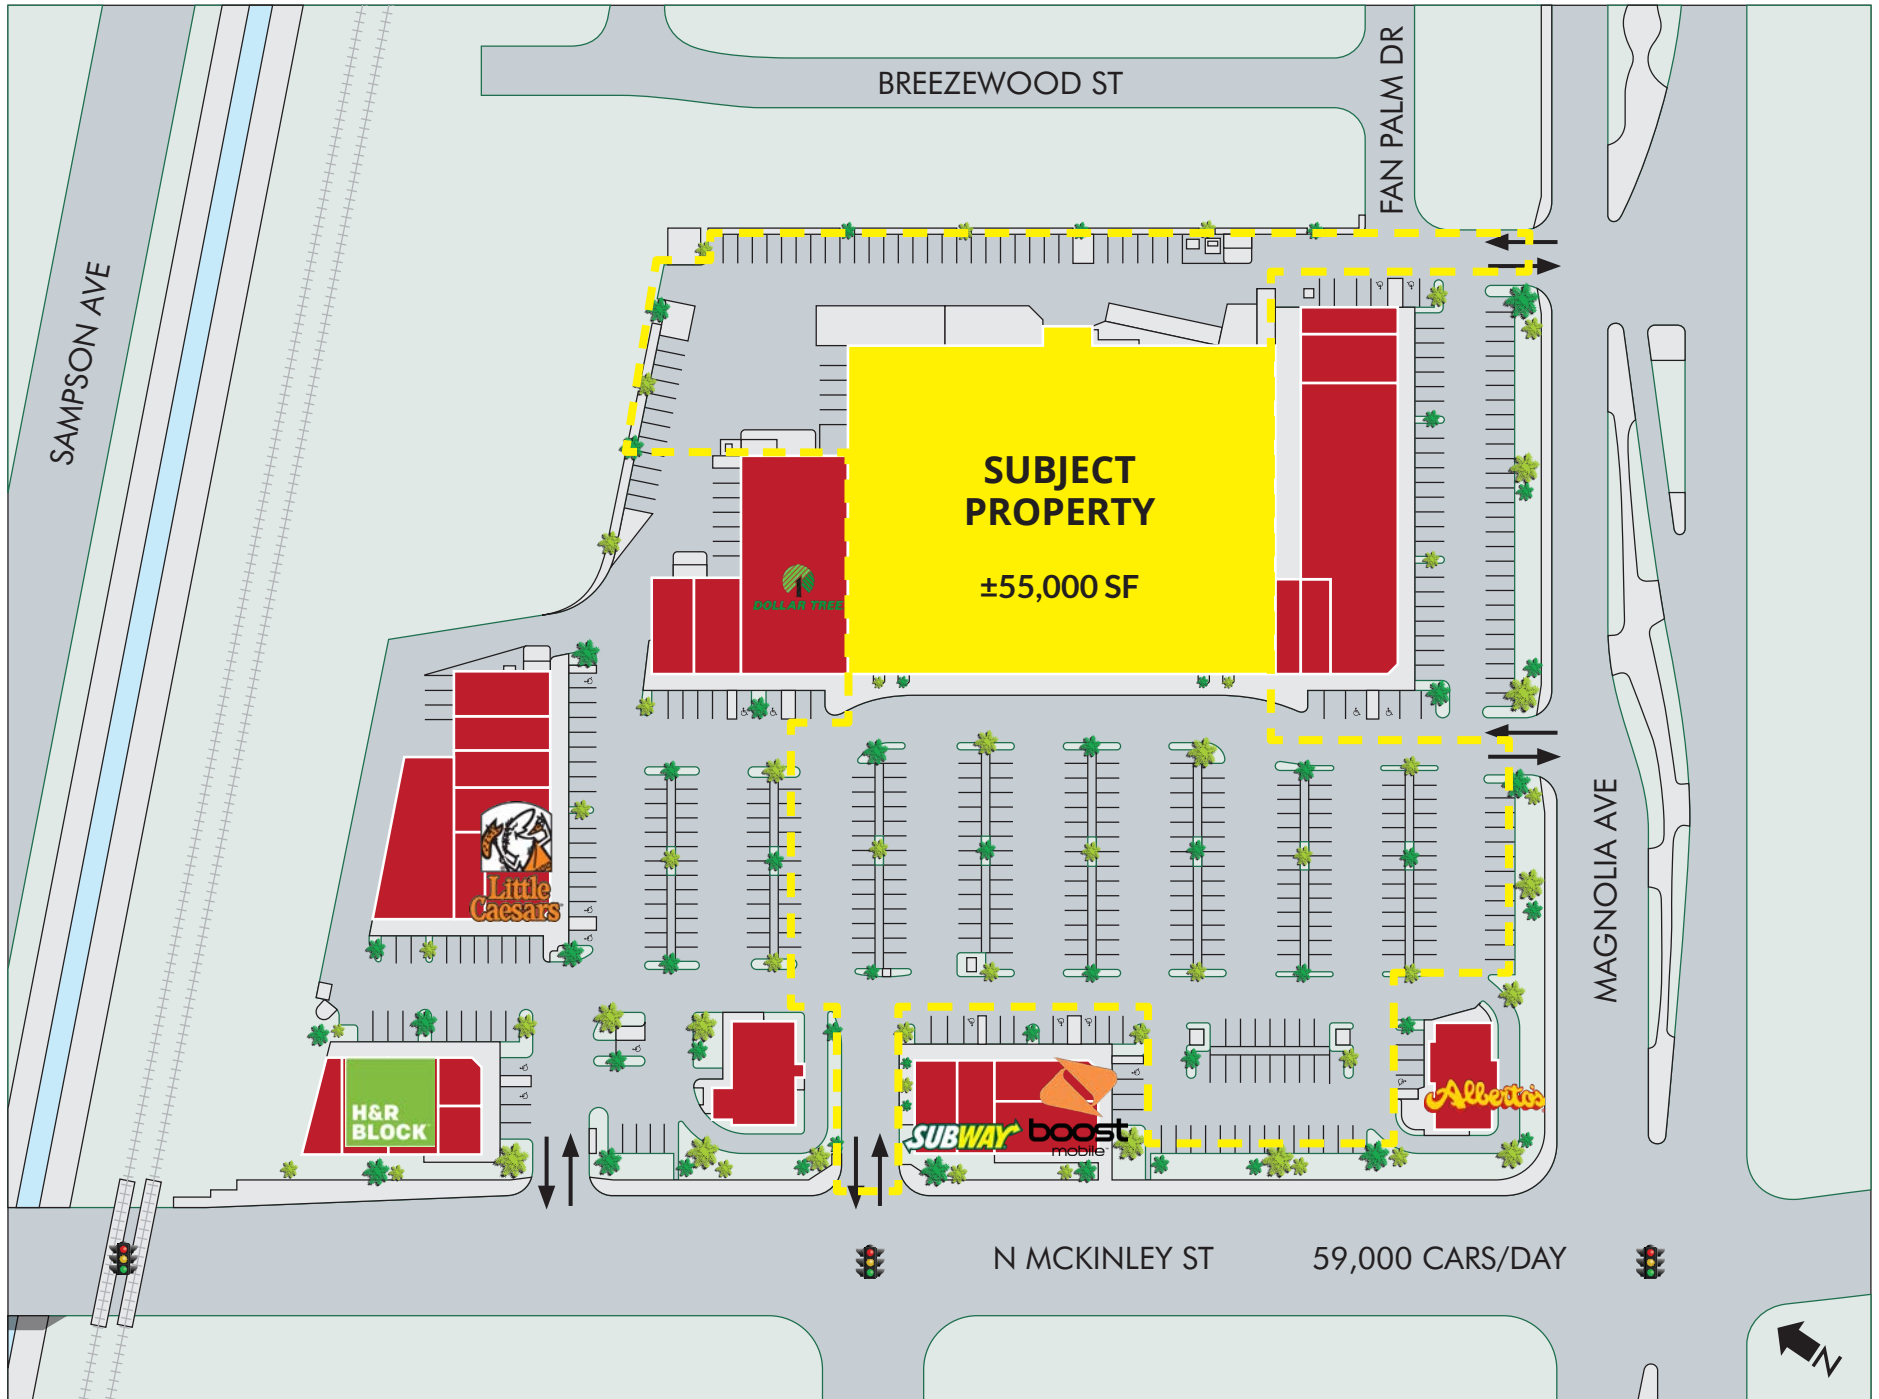 BREEZEWOOD ST
FAN PALM DR
SAMPSON AVE
SUBJECT
PROPERTY
±55,000 SF
DOLLAR TREE
Little
Caesars
MAGNOLIA AVE
H&R
BLOCK
SUBWAY
boost
mobile™
Alberto's
N MCKINLEY ST
59,000 CARS/DAY
N